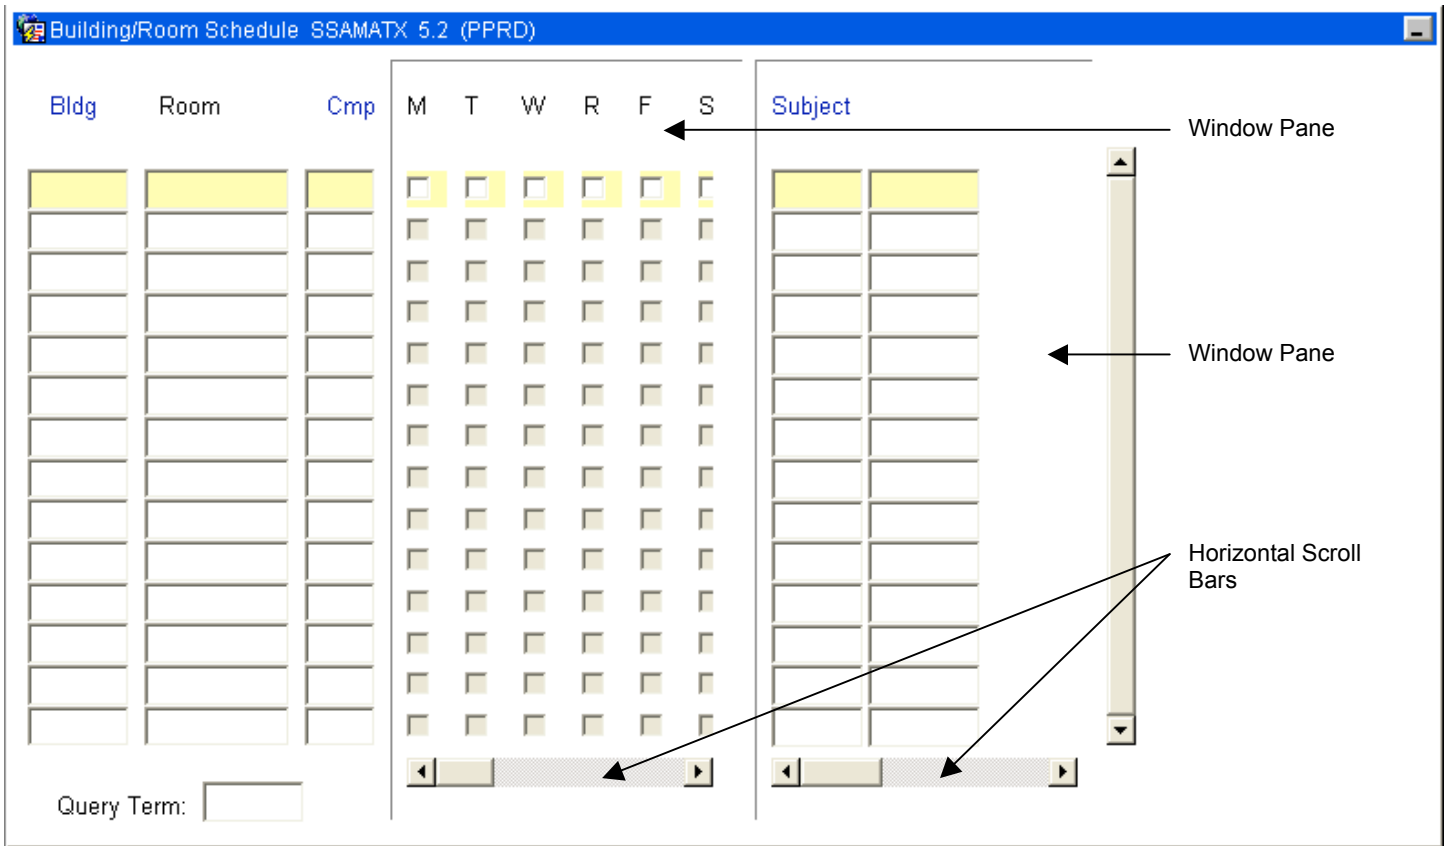 Building/Room Schedule SSAMATX 5.2 (PPRD)
Bldg Room Cmp M T W R F S Subject
Window Pane
Window Pane
Horizontal Scroll
Bars
Query Term: